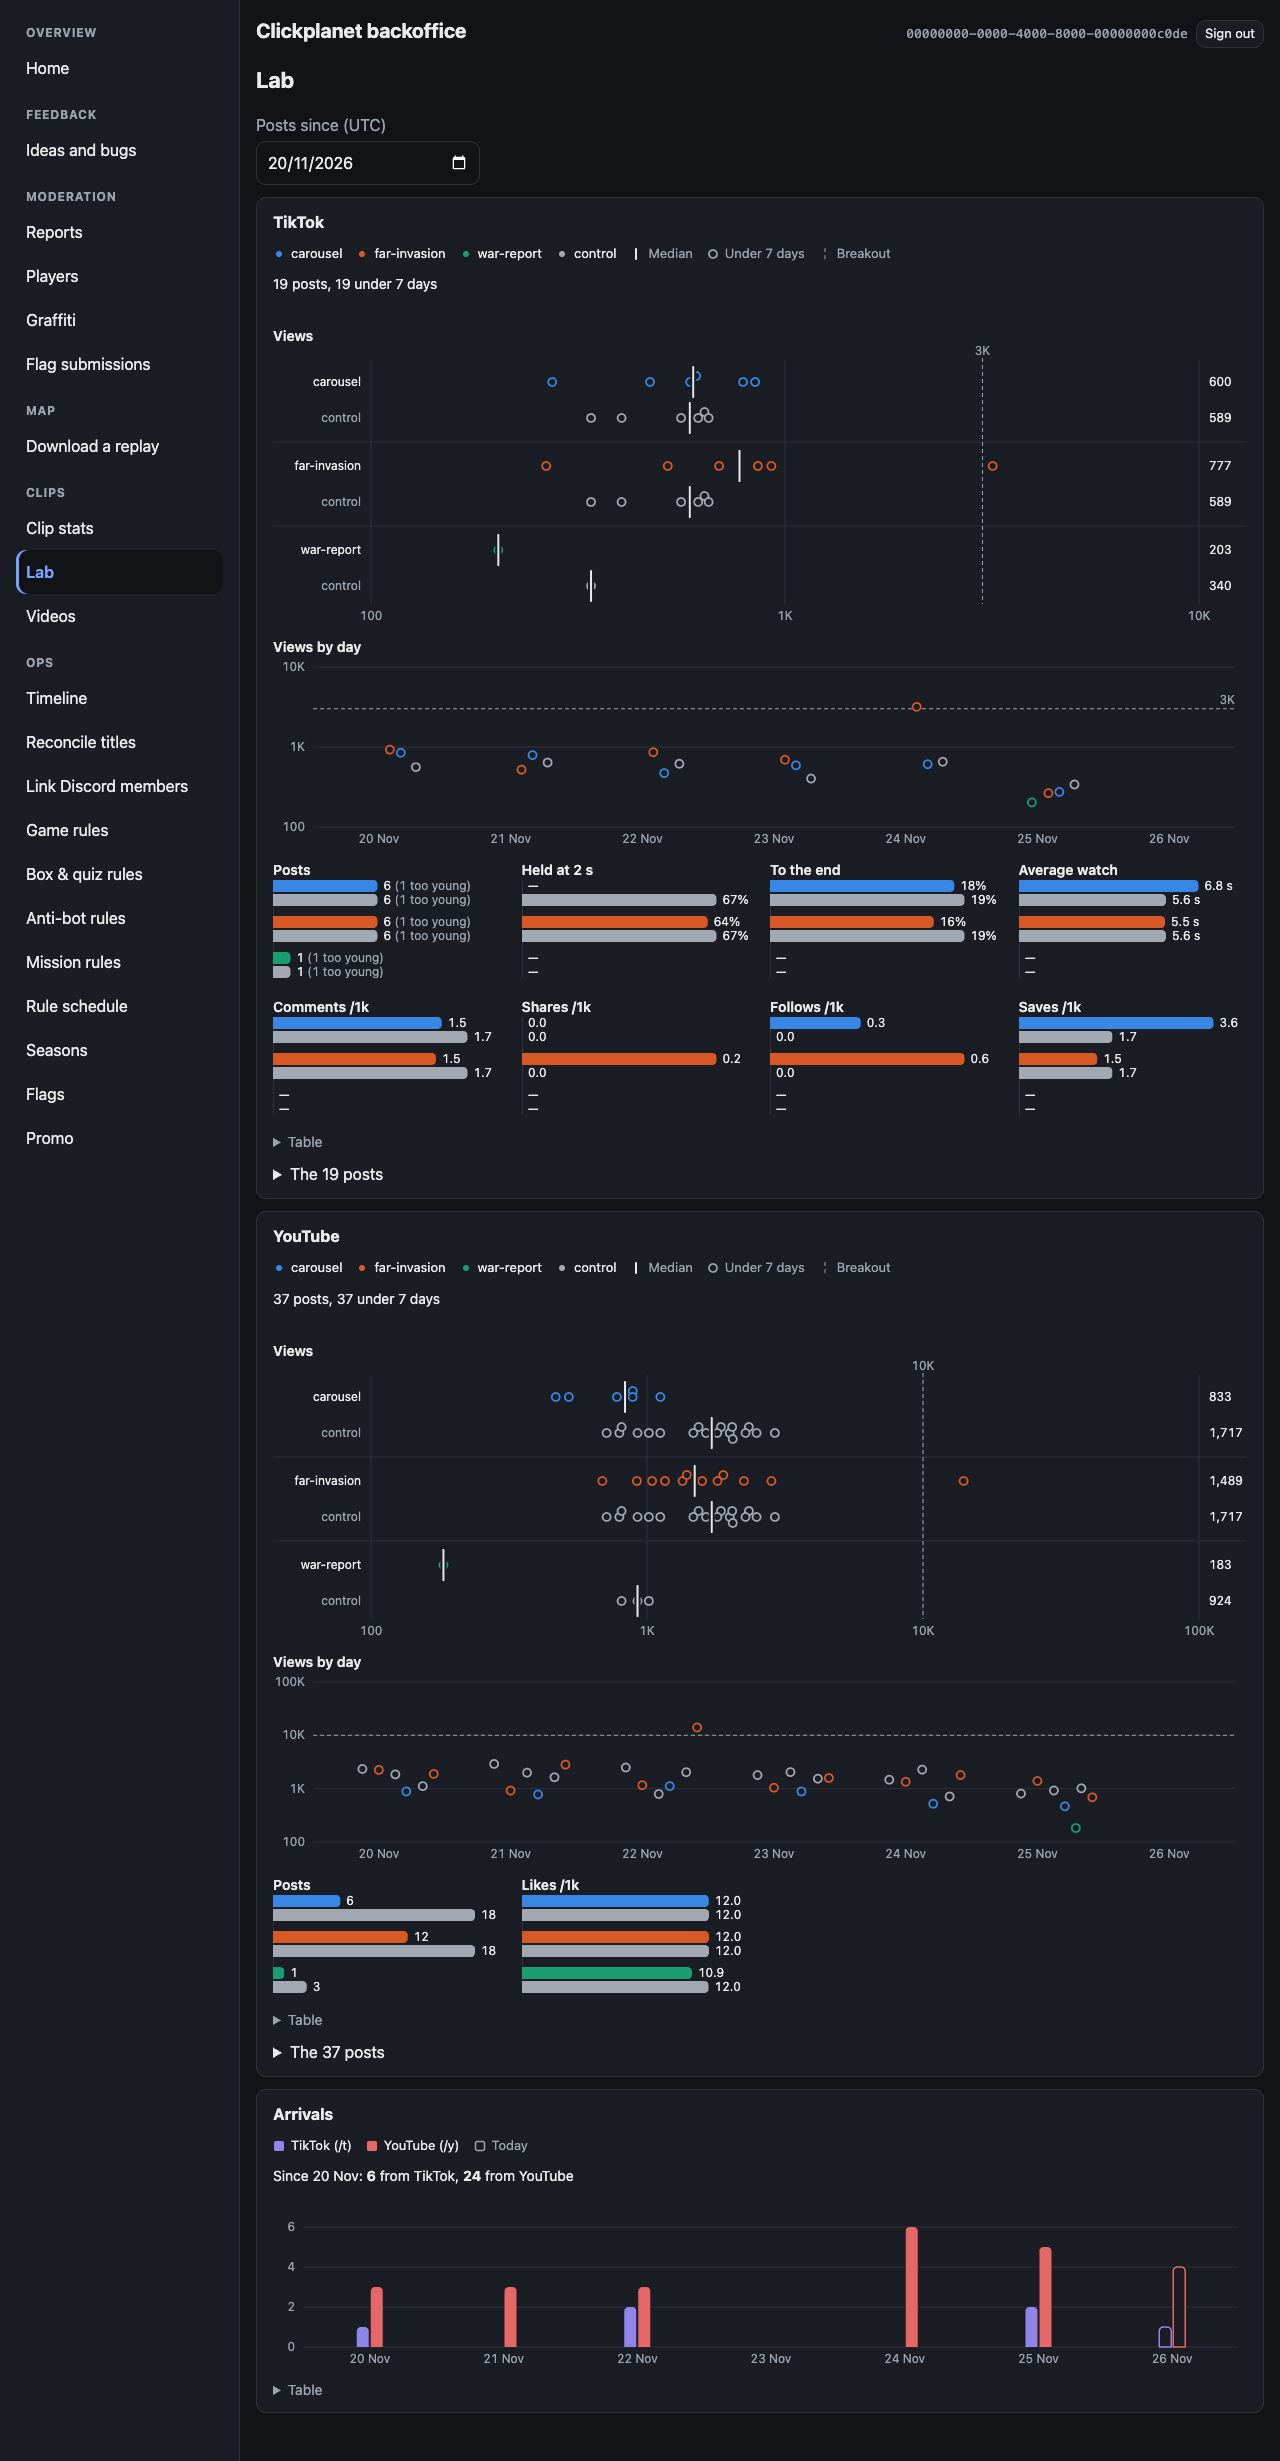 OVERVIEW
Home
FEEDBACK
Ideas and bugs
MODERATION
Reports
Players
Graffiti
Flag submissions
MAP
Download a replay
CLIPS
Clip stats
Lab
Videos
OPS
Timeline
Reconcile titles
Link Discord members
Game rules
Box & quiz rules
Anti-bot rules
Mission rules
Rule schedule
Seasons
Flags
Promo
Clickplanet backoffice
00000000-0000-4000-8000-00000000c0de Sign out
Lab
Posts since (UTC)
20/11/2026
TikTok
carousel far-invasion war-report control Median Under 7 days Breakout
19 posts, 19 under 7 days
Views
3K
carousel 600
control 589
far-invasion 777
control 589
war-report 203
control 340
100 1K 10K
Views by day
10K
3K
1K
100
20 Nov 21 Nov 22 Nov 23 Nov 24 Nov 25 Nov 26 Nov
Posts Held at 2 s To the end Average watch
6 (1 too young) — 18% 6.8 s
6 (1 too young) 67% 19% 5.6 s
6 (1 too young) 64% 16% 5.5 s
6 (1 too young) 67% 19% 5.6 s
1 (1 too young) — — —
1 (1 too young) — — —
Comments /1k Shares /1k Follows /1k Saves /1k
1.5 0.0 0.3 3.6
1.7 0.0 0.0 1.7
1.5 0.2 0.6 1.5
1.7 0.0 0.0 1.7
— — — —
— — — —
Table
The 19 posts
YouTube
carousel far-invasion war-report control Median Under 7 days Breakout
37 posts, 37 under 7 days
Views
10K
carousel 833
control 1,717
far-invasion 1,489
control 1,717
war-report 183
control 924
100 1K 10K 100K
Views by day
100K
10K
1K
100
20 Nov 21 Nov 22 Nov 23 Nov 24 Nov 25 Nov 26 Nov
Posts Likes /1k
6 12.0
18 12.0
12 12.0
18 12.0
1 10.9
3 12.0
Table
The 37 posts
Arrivals
TikTok (/t) YouTube (/y) Today
Since 20 Nov: 6 from TikTok, 24 from YouTube
6
4
2
0
20 Nov 21 Nov 22 Nov 23 Nov 24 Nov 25 Nov 26 Nov
Table